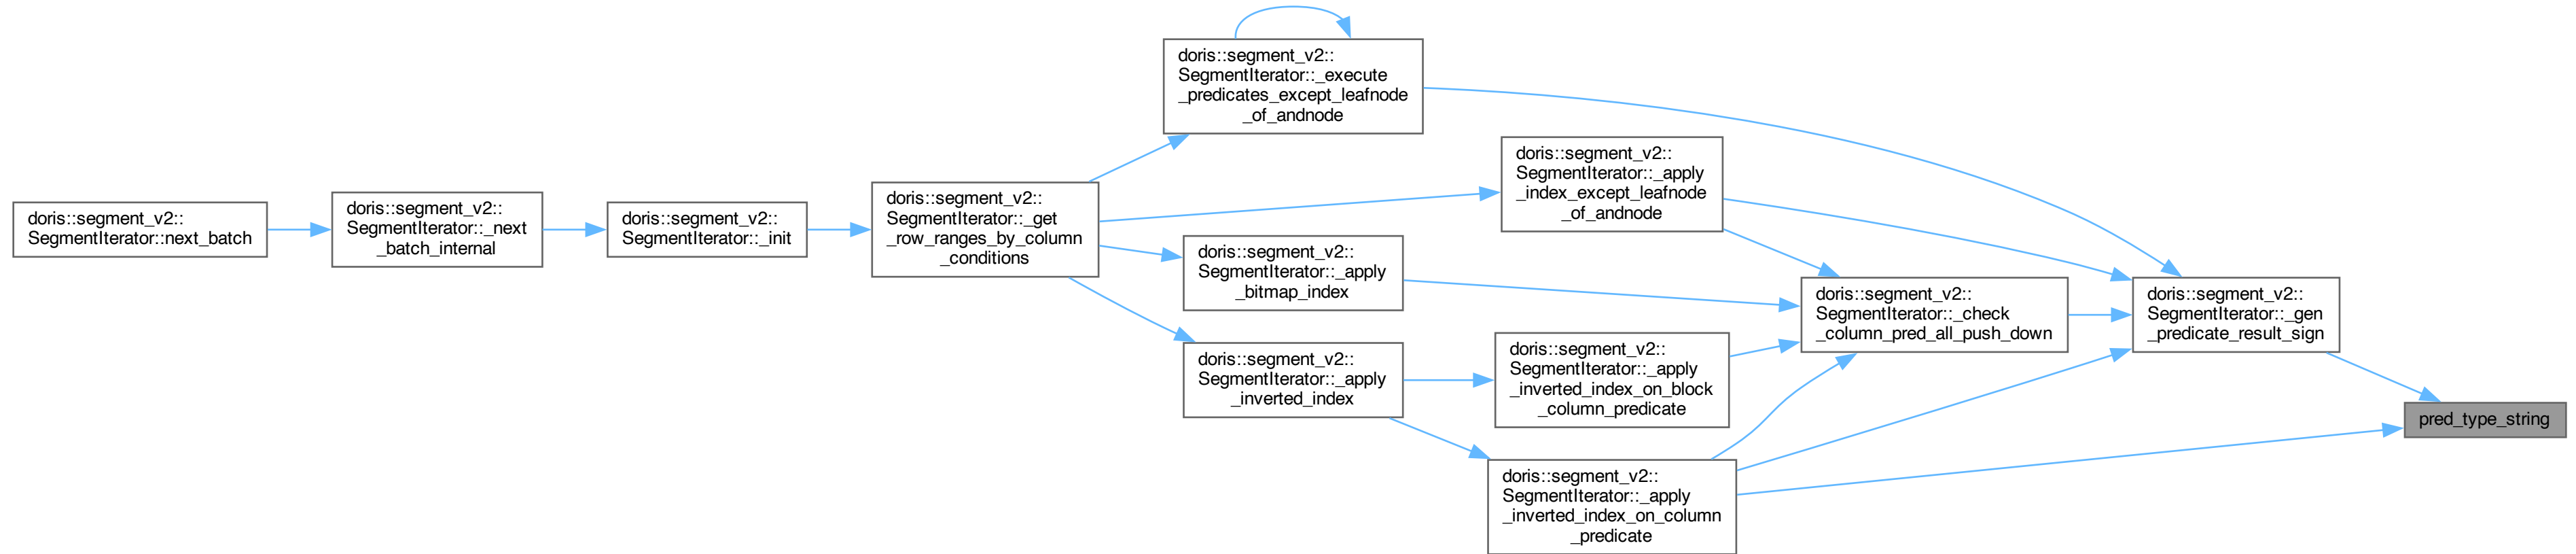 doris::segment_v2::
SegmentIterator::next_batch
doris::segment_v2::
SegmentIterator::_next
_batch_internal
doris::segment_v2::
SegmentIterator::_init
doris::segment_v2::
SegmentIterator::_get
_row_ranges_by_column
_conditions
doris::segment_v2::
SegmentIterator::_execute
_predicates_except_leafnode
_of_andnode
doris::segment_v2::
SegmentIterator::_apply
_index_except_leafnode
_of_andnode
doris::segment_v2::
SegmentIterator::_apply
_bitmap_index
doris::segment_v2::
SegmentIterator::_apply
_inverted_index
doris::segment_v2::
SegmentIterator::_apply
_inverted_index_on_block
_column_predicate
doris::segment_v2::
SegmentIterator::_apply
_inverted_index_on_column
_predicate
doris::segment_v2::
SegmentIterator::_check
_column_pred_all_push_down
doris::segment_v2::
SegmentIterator::_gen
_predicate_result_sign
pred_type_string